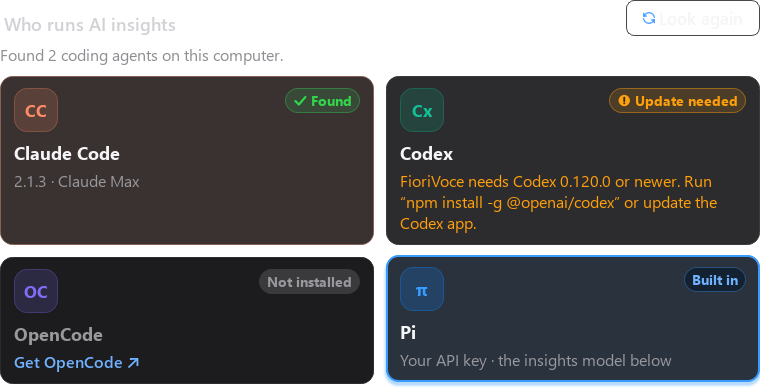 Who runs AI insights
Look again
Found 2 coding agents on this computer.
CC
Found
Claude Code
2.1.3 · Claude Max
Cx
Update needed
Codex
FioriVoce needs Codex 0.120.0 or newer. Run
“npm install -g @openai/codex” or update the
Codex app.
OC
Not installed
OpenCode
Get OpenCode ↗
π
Built in
Pi
Your API key · the insights model below